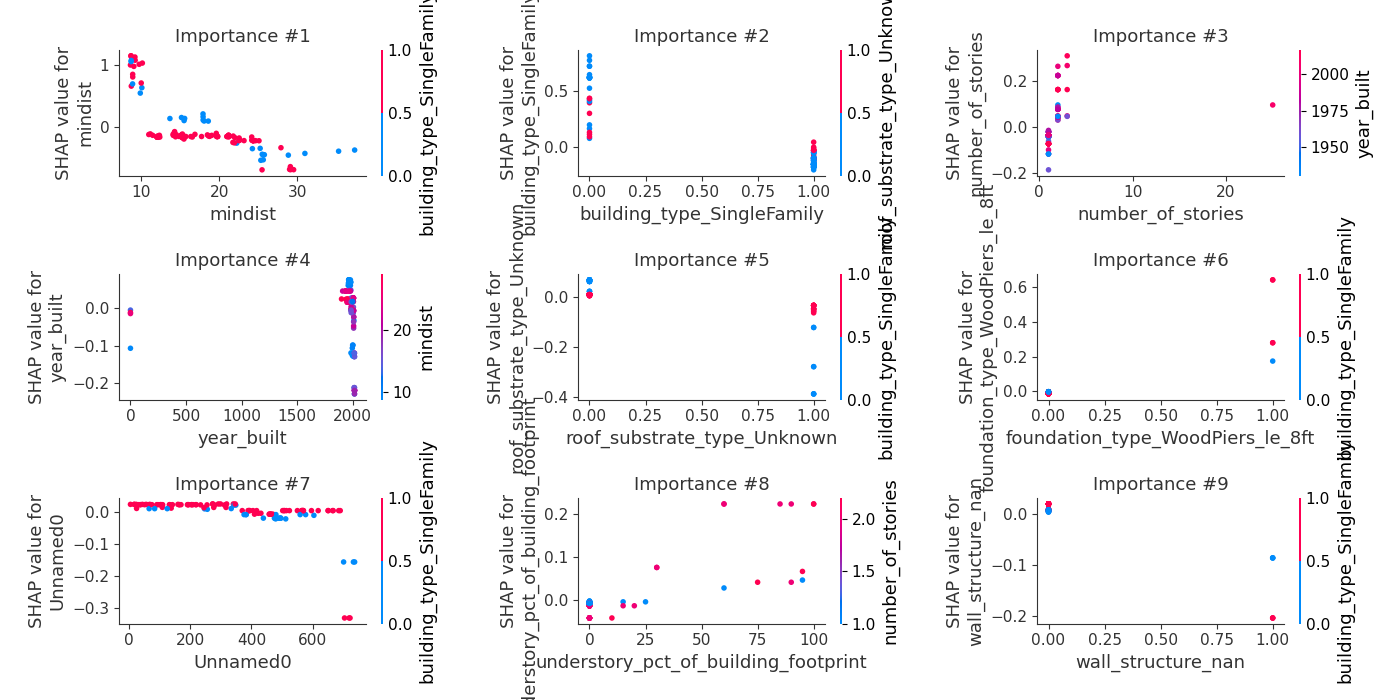 Importance #1
SHAP value for
mindist
1
0
10
20
30
mindist
1.0
0.5
0.0
building_type_SingleFamily
Importance #2
SHAP value for
building_type_SingleFamily
0.5
0.0
0.00
0.25
0.50
0.75
1.00
building_type_SingleFamily
1.0
0.5
0.0
roof_substrate_type_Unknow
Importance #3
SHAP value for
number_of_stories
0.2
0.0
−0.2
0
10
20
number_of_stories
2000
1975
1950
year_built
Importance #4
SHAP value for
year_built
0.0
−0.1
−0.2
0
500
1000
1500
2000
year_built
20
10
mindist
Importance #5
SHAP value for
roof_substrate_type_Unknown
0.0
−0.2
−0.4
0.00
0.25
0.50
0.75
1.00
roof_substrate_type_Unknown
1.0
0.5
0.0
building_type_SingleFamily
Importance #6
SHAP value for
foundation_type_WoodPiers_le_8ft
0.6
0.4
0.2
0.0
0.00
0.25
0.50
0.75
1.00
foundation_type_WoodPiers_le_8ft
1.0
0.5
0.0
building_type_SingleFamily
Importance #7
SHAP value for
Unnamed0
0.0
−0.1
−0.2
−0.3
0
200
400
600
Unnamed0
1.0
0.5
0.0
building_type_SingleFamily
Importance #8
SHAP value for
derstory_pct_of_building_footprint
0.2
0.1
0.0
0
25
50
75
100
understory_pct_of_building_footprint
2.0
1.5
1.0
number_of_stories
Importance #9
SHAP value for
wall_structure_nan
0.0
−0.1
−0.2
0.00
0.25
0.50
0.75
1.00
wall_structure_nan
1.0
0.5
0.0
building_type_SingleFamily